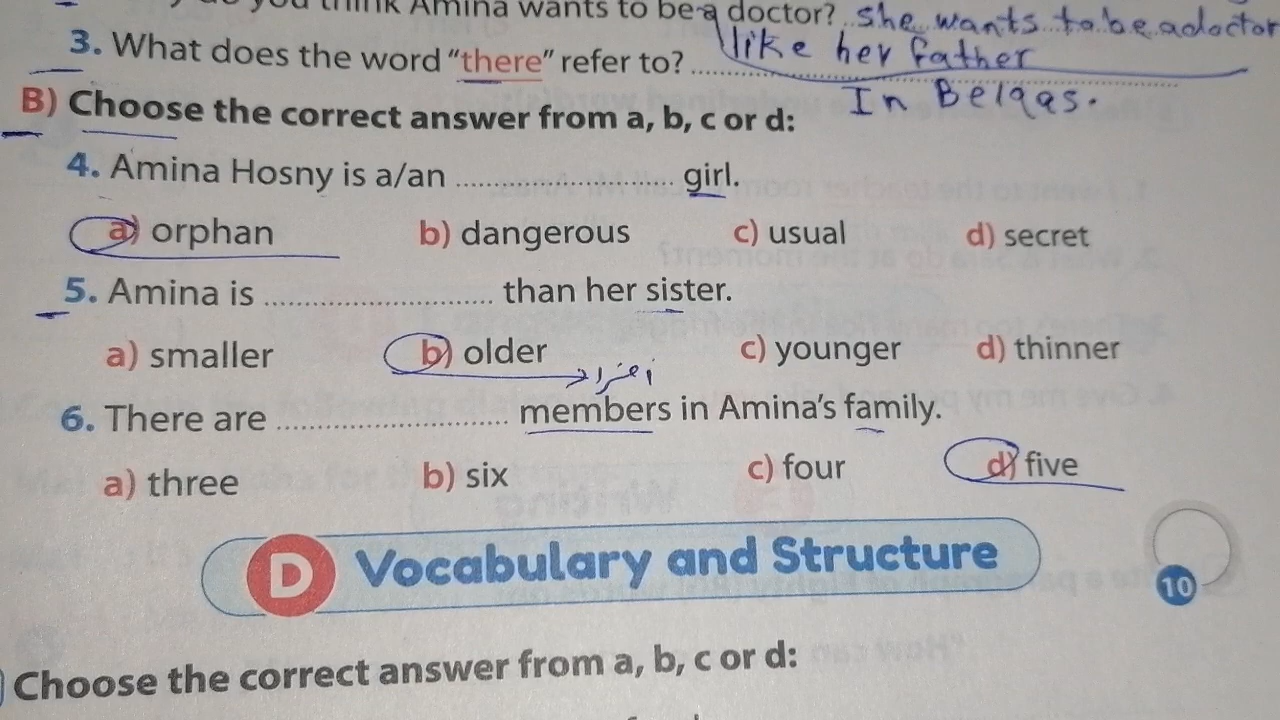 you think Amina wants to be a doctor? she wants to be a doctor
like her father
3. What does the word "there" refer to? ........................
In Belqas.
B) Choose the correct answer from a, b, c or d:
4. Amina Hosny is a/an ........................ girl.
a) orphan b) dangerous c) usual d) secret
5. Amina is ........................ than her sister.
a) smaller b) older c) younger d) thinner
افراد
6. There are ........................ members in Amina's family.
a) three b) six c) four d) five
D Vocabulary and Structure
10
Choose the correct answer from a, b, c or d: